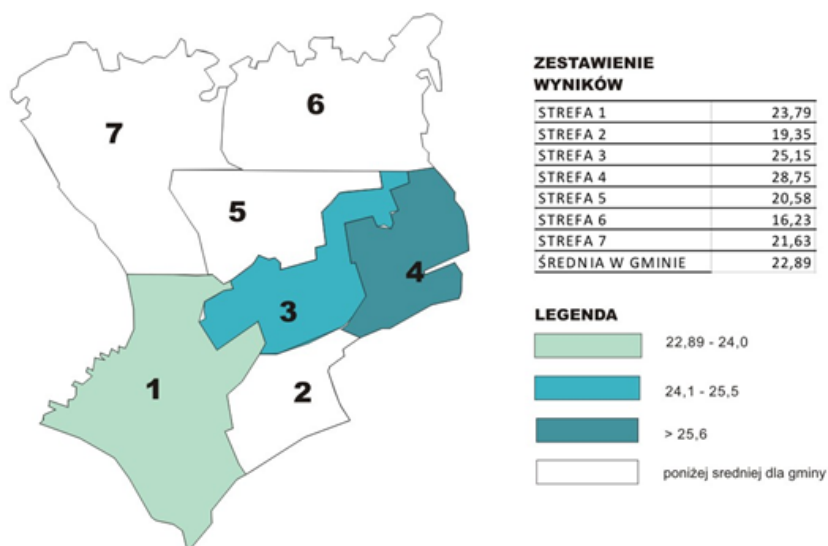 7
6
5
4
3
1
2
ZESTAWIENIE
WYNIKÓW
STREFA 1 23,79
STREFA 2 19,35
STREFA 3 25,15
STREFA 4 28,75
STREFA 5 20,58
STREFA 6 16,23
STREFA 7 21,63
ŚREDNIA W GMINIE 22,89
LEGENDA
22,89 - 24,0
24,1 - 25,5
> 25,6
poniżej sredniej dla gminy